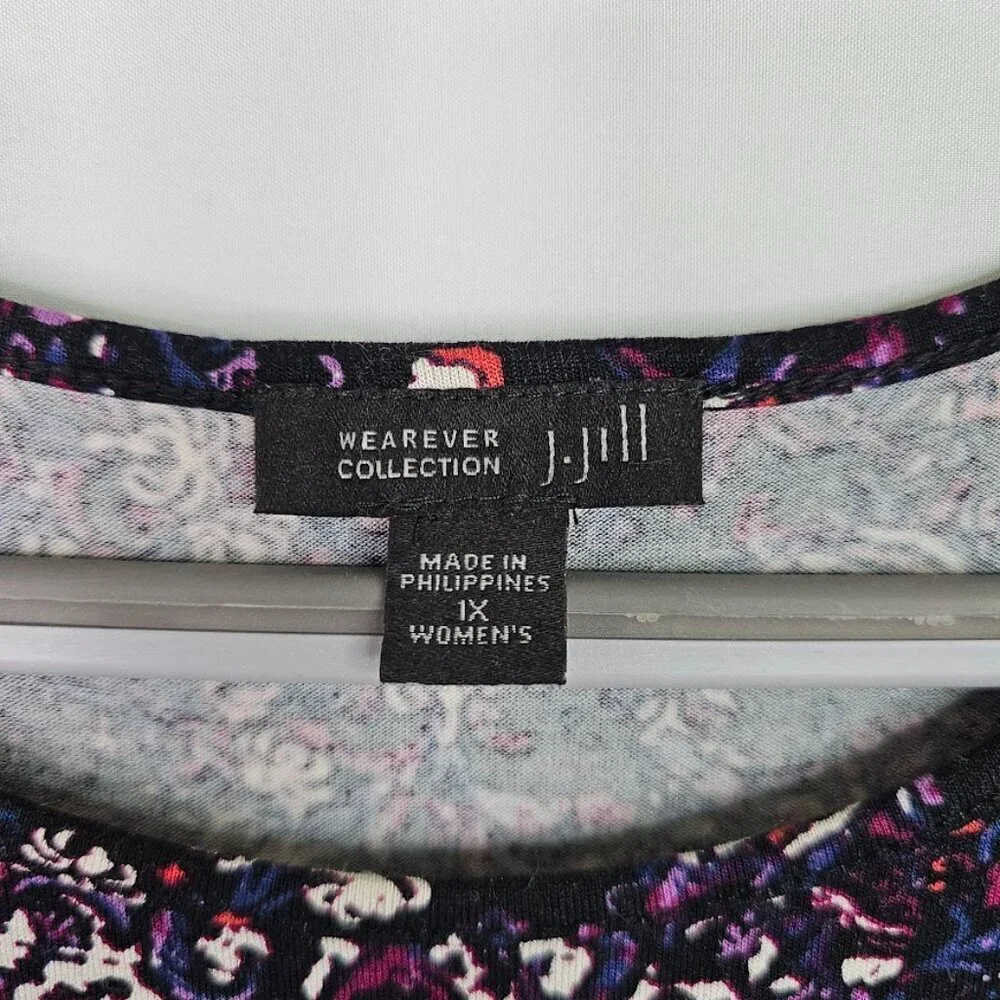 WEAREVER
COLLECTION
J.Jill
MADE IN
PHILIPPINES
1X
WOMEN'S